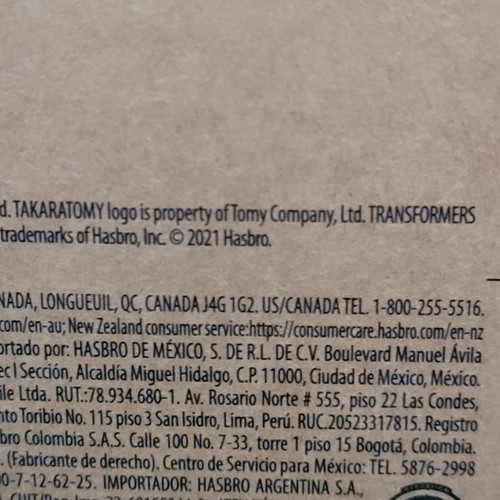 d. TAKARATOMY logo is property of Tomy Company, Ltd. TRANSFORMERS
trademarks of Hasbro, Inc. © 2021 Hasbro.
NADA, LONGUEUIL, QC, CANADA J4G 1G2. US/CANADA TEL. 1-800-255-5516.
com/en-au; New Zealand consumer service:https://consumercare.hasbro.com/en-nz
ortado por: HASBRO DE MÉXICO, S. DE R.L. DE C.V. Boulevard Manuel Ávila
ec I Sección, Alcaldía Miguel Hidalgo, C.P. 11000, Ciudad de México, México.
ile Ltda. RUT.:78.934.680-1. Av. Rosario Norte # 555, piso 22 Las Condes,
nto Toribio No. 115 piso 3 San Isidro, Lima, Perú. RUC.20523317815. Registro
bro Colombia S.A.S. Calle 100 No. 7-33, torre 1 piso 15 Bogotá, Colombia.
. (Fabricante de derecho). Centro de Servicio para México: TEL. 5876-2998
00-7-12-62-25. IMPORTADOR: HASBRO ARGENTINA S.A.,